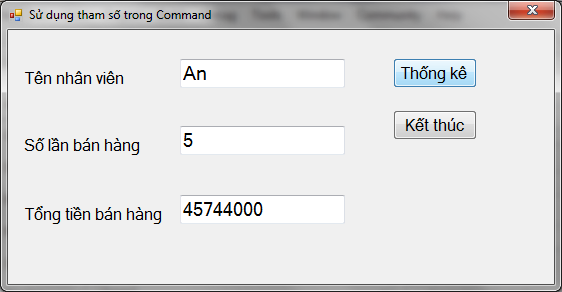 Sử dụng tham số trong Command
Tên nhân viên An Thống kê
Kết thúc
Số lần bán hàng 5
Tổng tiền bán hàng 45744000